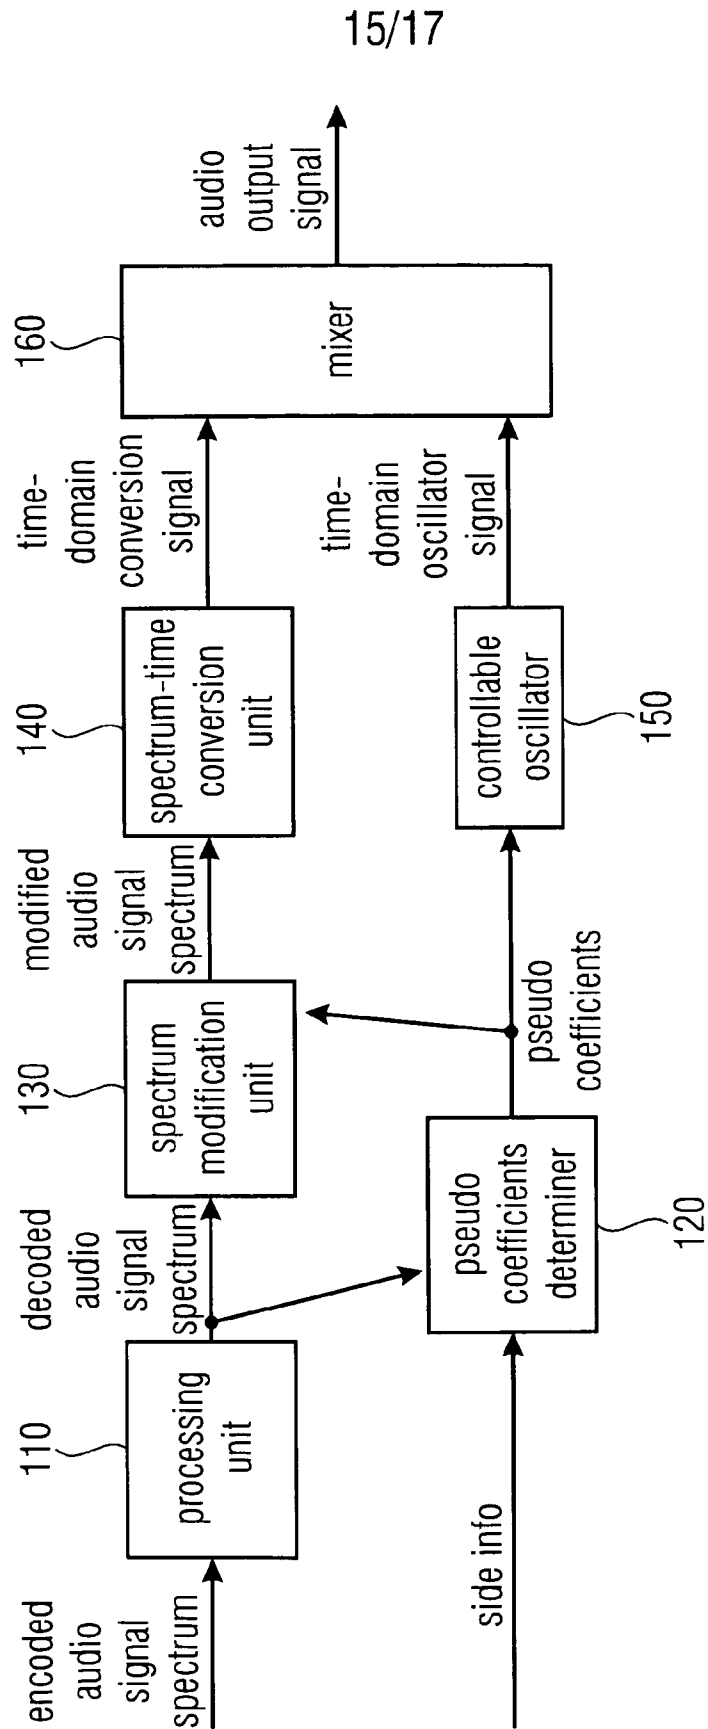 15/17
encoded
audio
signal
spectrum
110
processing
unit
decoded
audio
signal
spectrum
130
spectrum
modification
unit
modified
audio
signal
spectrum
140
spectrum-time
conversion
unit
time-
domain
conversion
signal
160
mixer
audio
output
signal
side info
pseudo
coefficients
determiner
120
pseudo
coefficients
controllable
oscillator
150
time-
domain
oscillator
signal